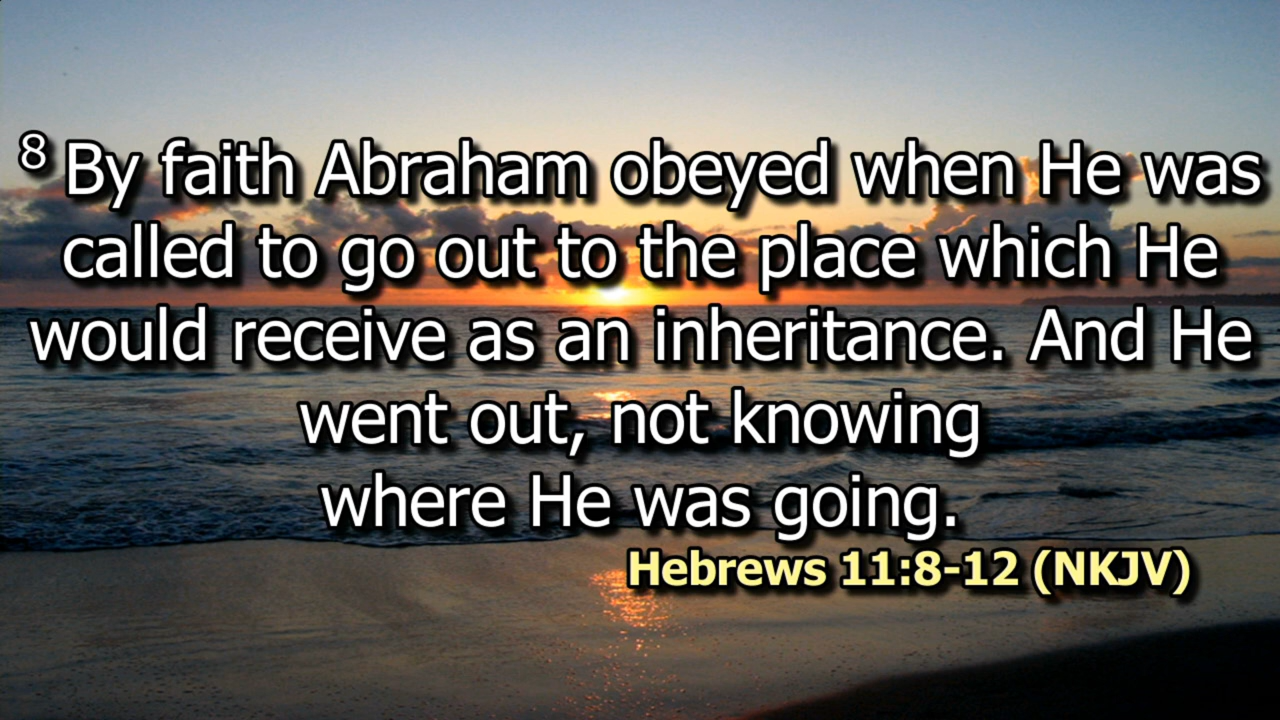 8 By faith Abraham obeyed when He was
called to go out to the place which He
would receive as an inheritance. And He
went out, not knowing
where He was going.
Hebrews 11:8-12 (NKJV)